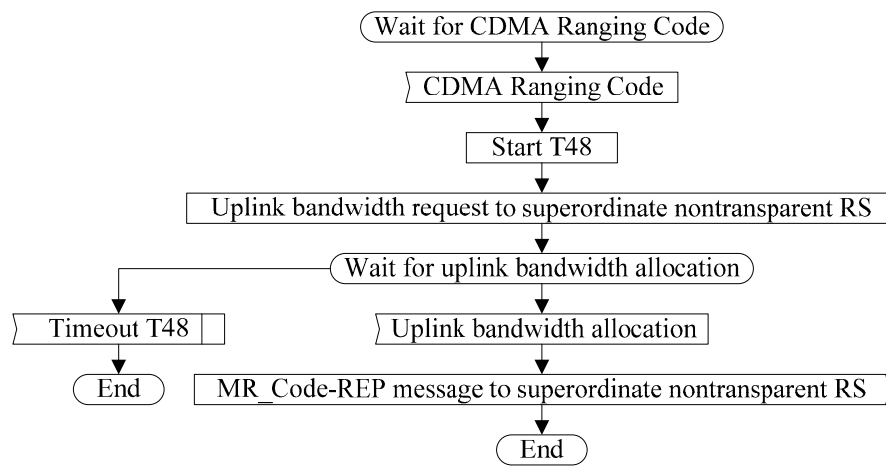 Wait for CDMA Ranging Code
CDMA Ranging Code
Start T48
Uplink bandwidth request to superordinate nontransparent RS
Wait for uplink bandwidth allocation
Timeout T48
Uplink bandwidth allocation
End
MR_Code-REP message to superordinate nontransparent RS
End